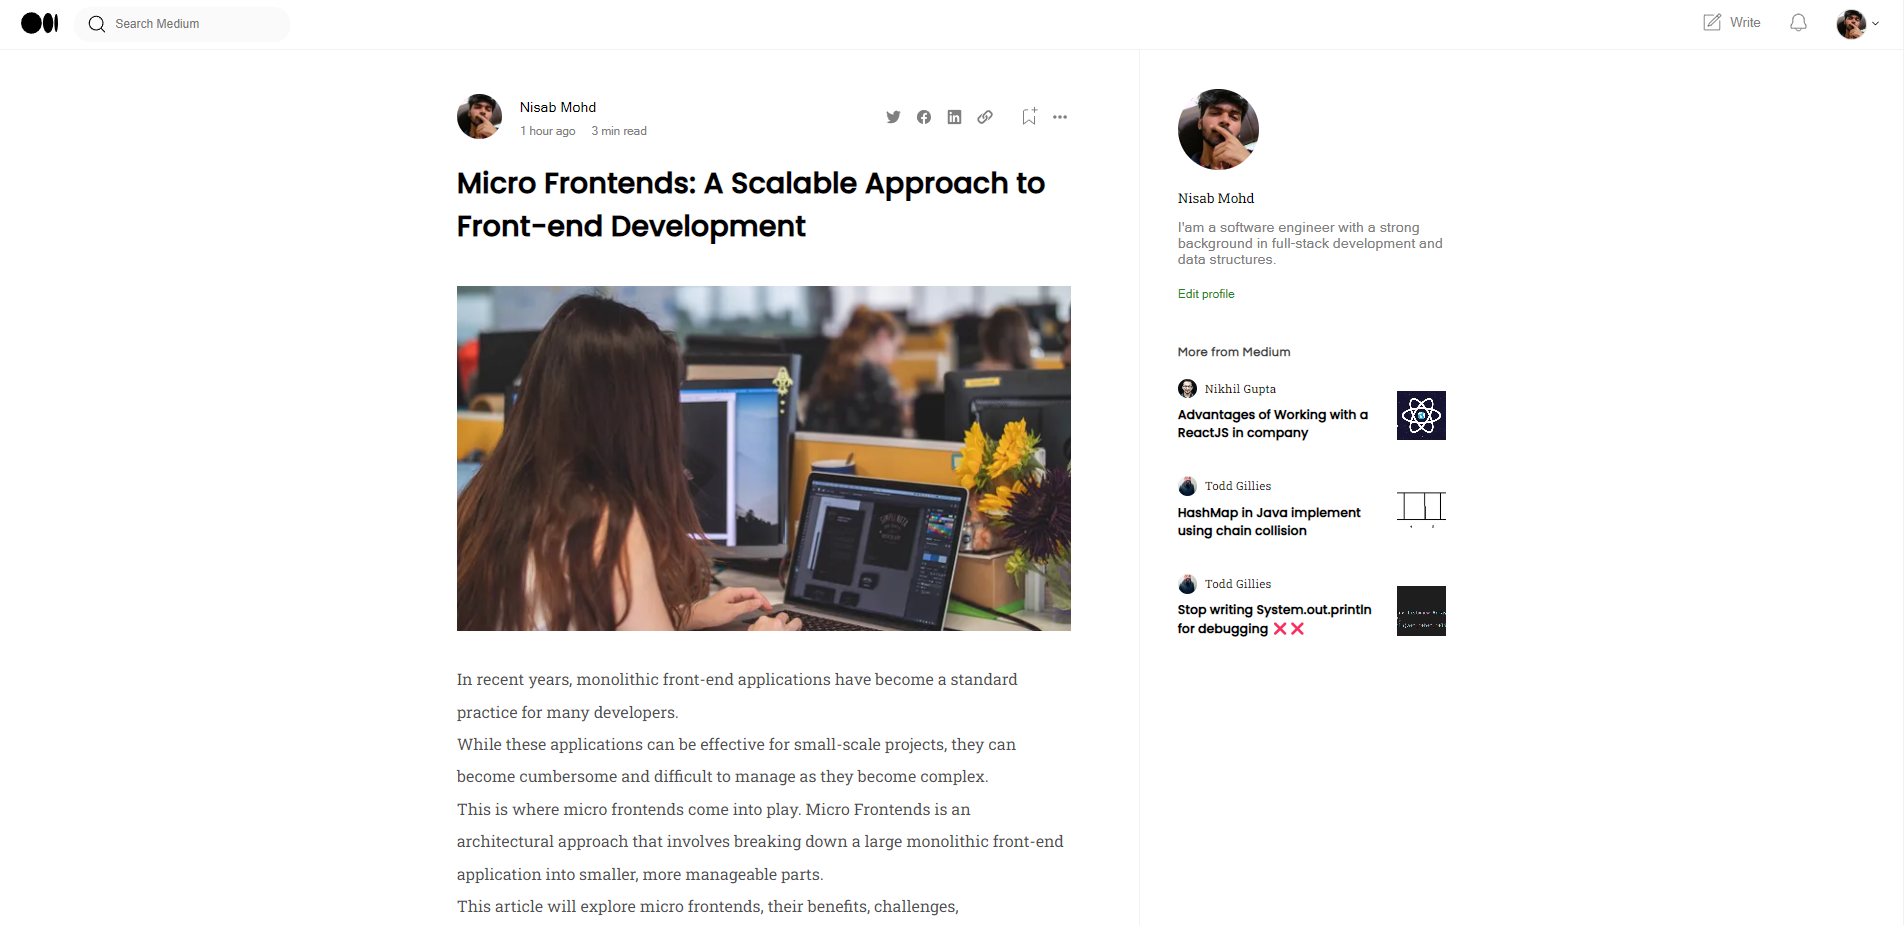 Search Medium
Write
Nisab Mohd
1 hour ago 3 min read
Micro Frontends: A Scalable Approach to
Front-end Development
In recent years, monolithic front-end applications have become a standard
practice for many developers.
While these applications can be effective for small-scale projects, they can
become cumbersome and difficult to manage as they become complex.
This is where micro frontends come into play. Micro Frontends is an
architectural approach that involves breaking down a large monolithic front-end
application into smaller, more manageable parts.
This article will explore micro frontends, their benefits, challenges,
Nisab Mohd
I'am a software engineer with a strong
background in full-stack development and
data structures.
Edit profile
More from Medium
Nikhil Gupta
Advantages of Working with a
ReactJS in company
Todd Gillies
HashMap in Java implement
using chain collision
Todd Gillies
Stop writing System.out.println
for debugging ❌❌